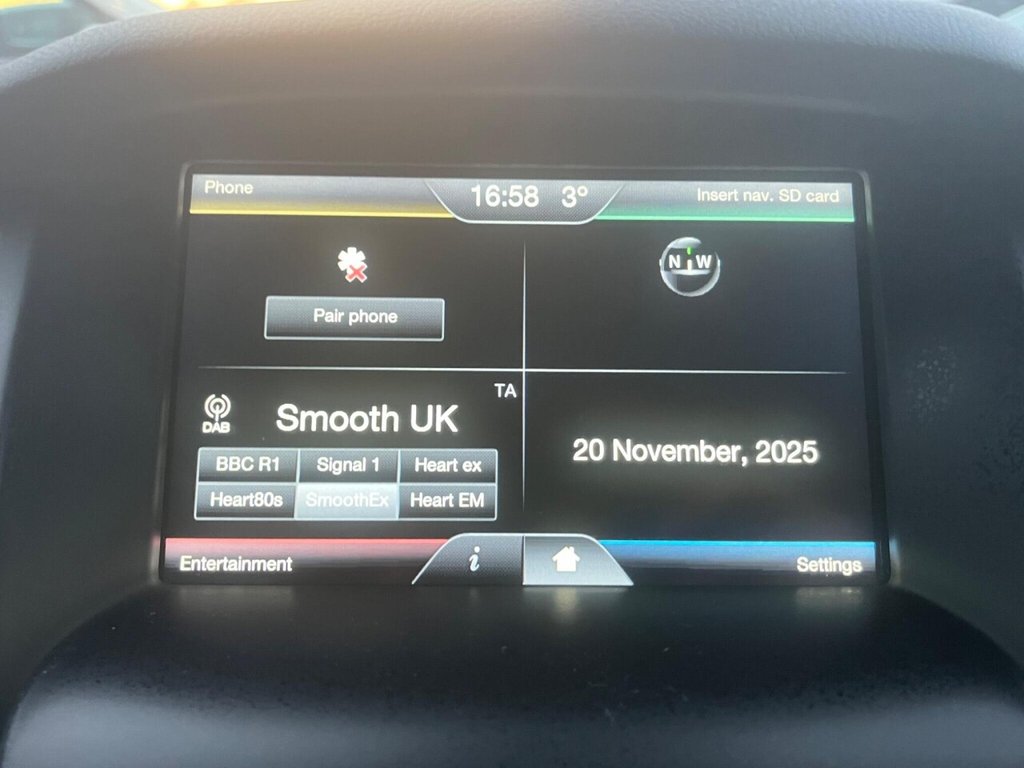 Phone
16:58 3°
Insert nav. SD card
N W
Pair phone
TA
DAB
Smooth UK
BBC R1 Signal 1 Heart ex
Heart80s SmoothEx Heart EM
20 November, 2025
Entertainment
i
Settings